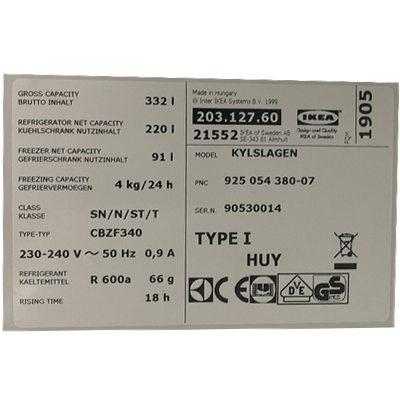 GROSS CAPACITY
BRUTTO INHALT 332 l
REFRIGERATOR NET CAPACITY
KUEHLSCHRANK NUTZINHALT 220 l
FREEZER NET CAPACITY
GEFRIERSCHRANK NUTZINHALT 91 l
FREEZING CAPACITY
GEFRIERVERMOEGEN 4 kg/24 h
CLASS
KLASSE SN/N/ST/T
TYPE-TYP CBZF340
230-240 V ~ 50 Hz 0,9 A
REFRIGERANT
KAELTEMITTEL R 600a 66 g
RISING TIME 18 h
Made in Hungary
© Inter IKEA Systems B.V. 1999
203.127.60
21552 IKEA of Sweden AB
SE-343 81 Älmhult
IKEA
Design and Quality
IKEA of Sweden
1905
MODEL KYLSLAGEN
PNC 925 054 380-07
SER.N 90530014
TYPE I
HUY
CE
DVE
GS